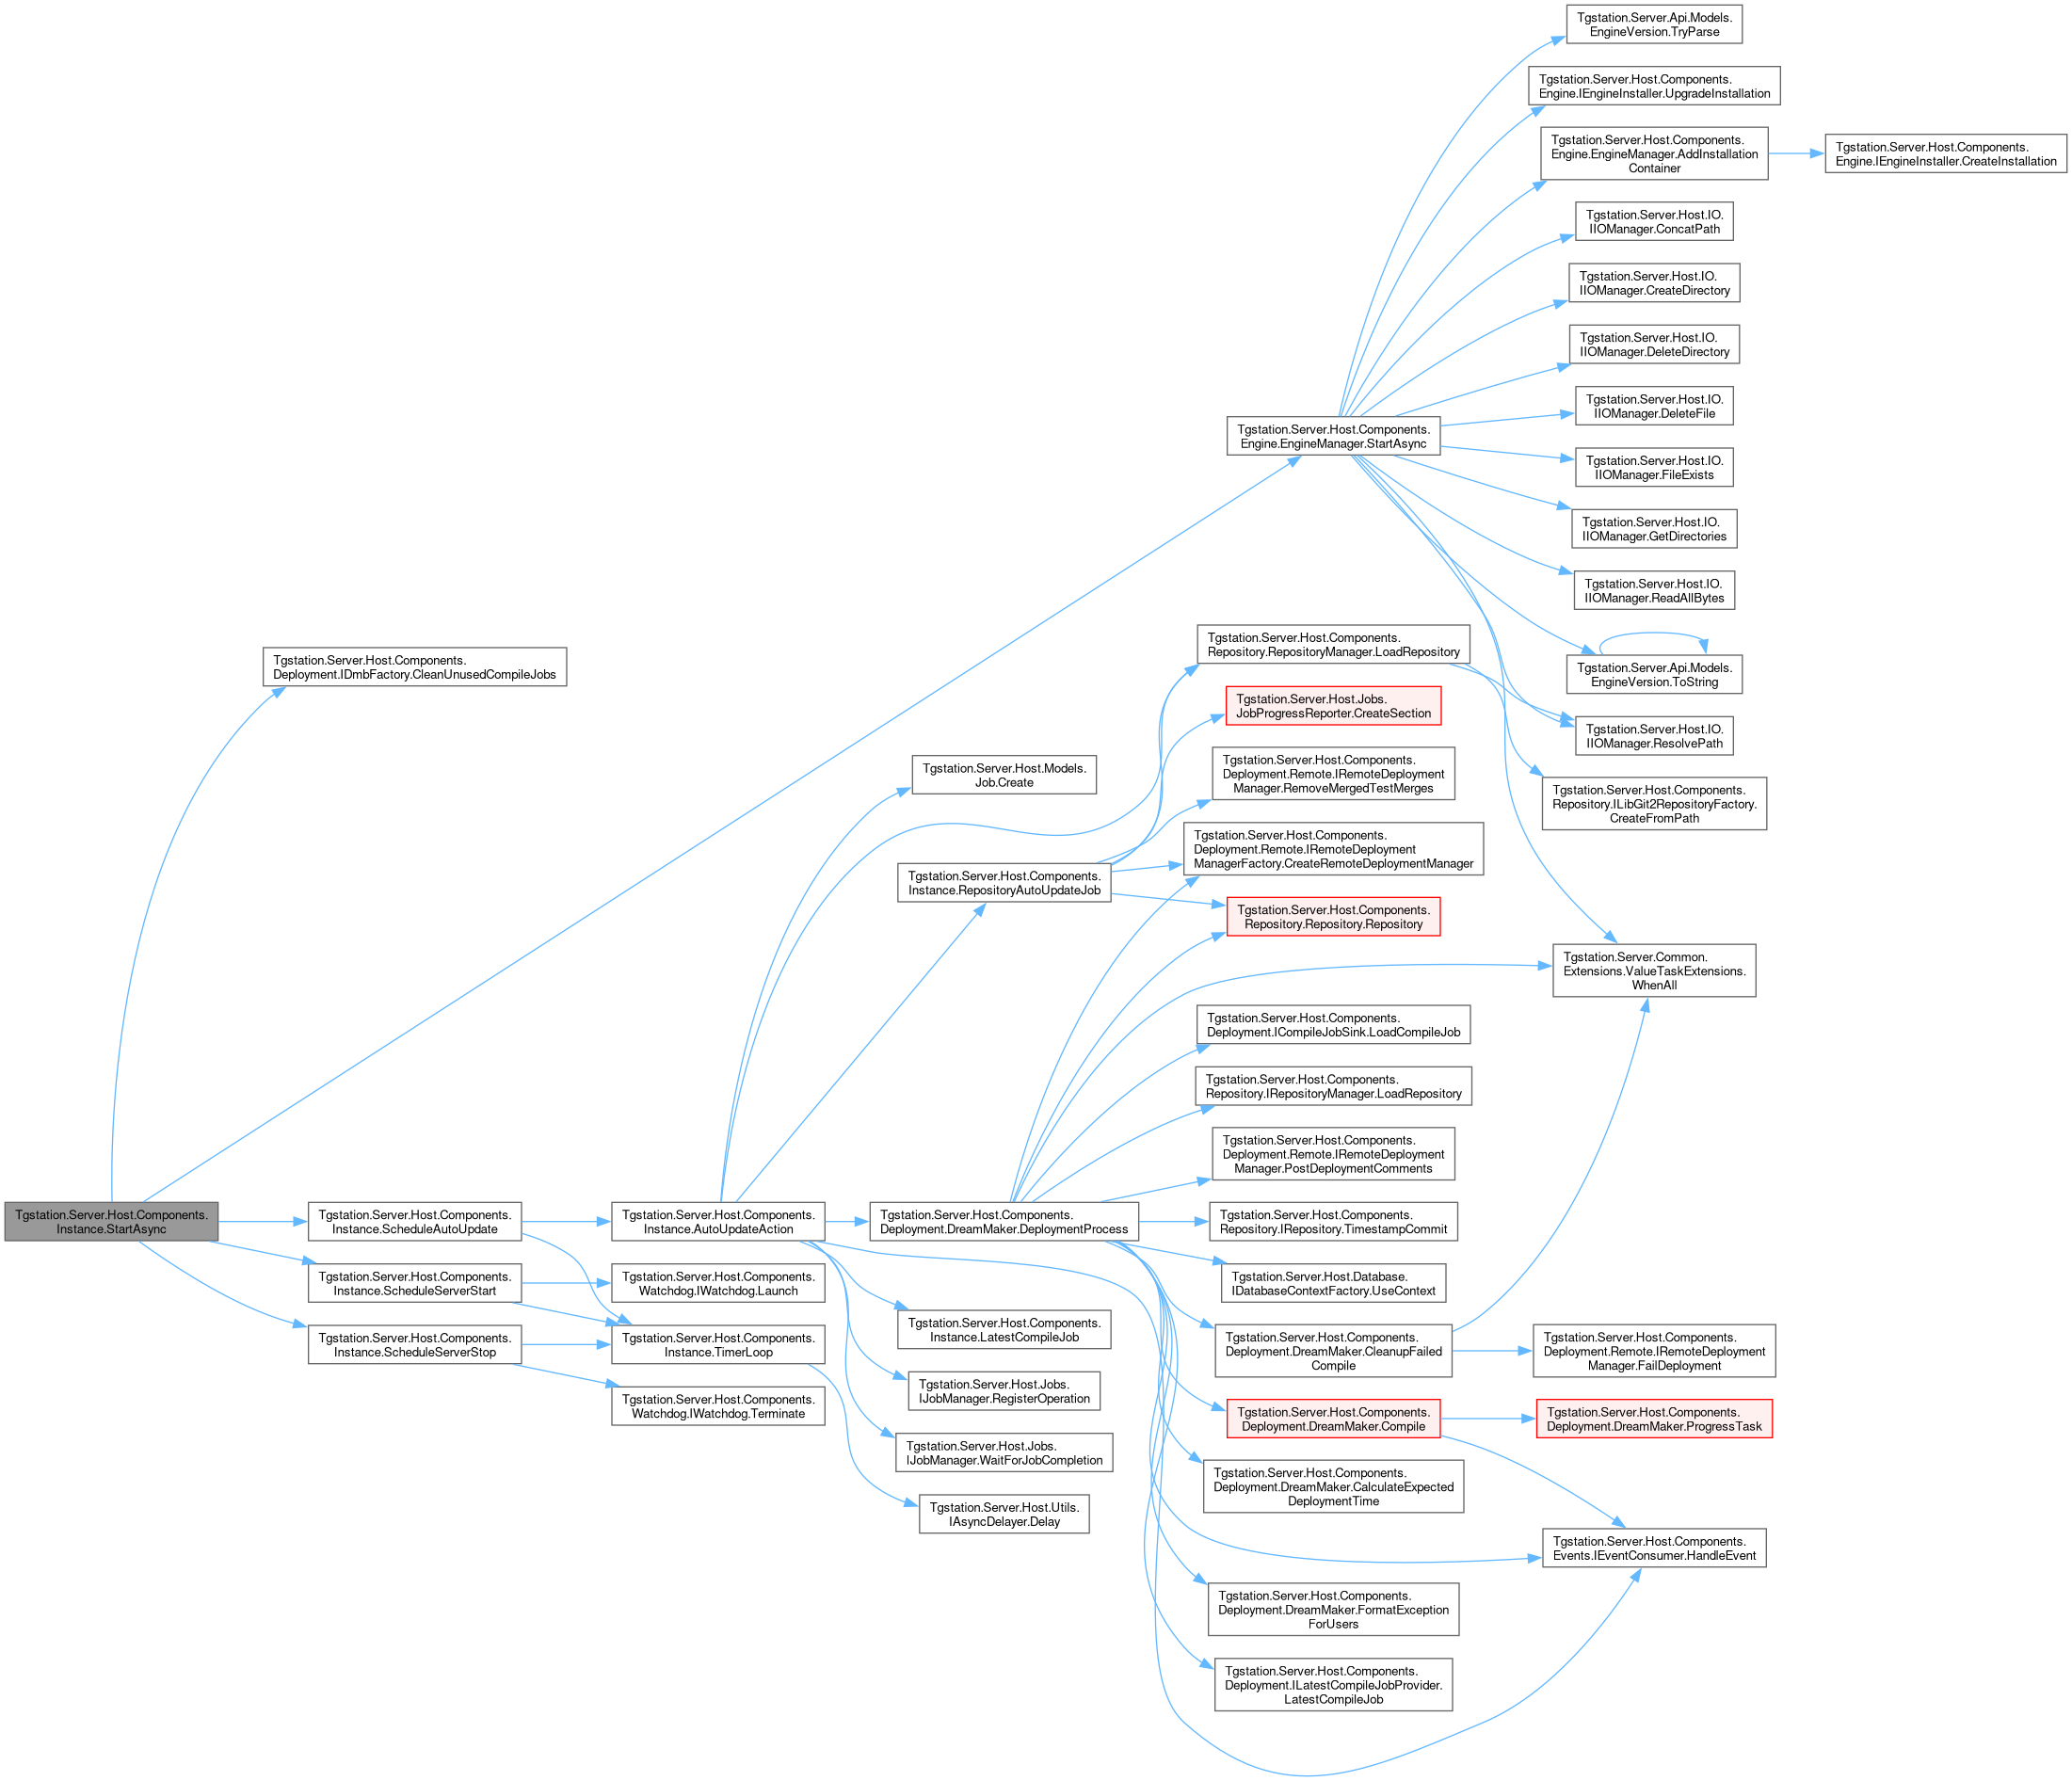 Tgstation.Server.Api.Models.
EngineVersion.TryParse
Tgstation.Server.Host.Components.
Engine.IEngineInstaller.UpgradeInstallation
Tgstation.Server.Host.Components.
Engine.EngineManager.AddInstallation
Container
Tgstation.Server.Host.Components.
Engine.IEngineInstaller.CreateInstallation
Tgstation.Server.Host.IO.
IIOManager.ConcatPath
Tgstation.Server.Host.IO.
IIOManager.CreateDirectory
Tgstation.Server.Host.IO.
IIOManager.DeleteDirectory
Tgstation.Server.Host.IO.
IIOManager.DeleteFile
Tgstation.Server.Host.Components.
Engine.EngineManager.StartAsync
Tgstation.Server.Host.IO.
IIOManager.FileExists
Tgstation.Server.Host.IO.
IIOManager.GetDirectories
Tgstation.Server.Host.IO.
IIOManager.ReadAllBytes
Tgstation.Server.Host.Components.
Repository.RepositoryManager.LoadRepository
Tgstation.Server.Host.Components.
Deployment.IDmbFactory.CleanUnusedCompileJobs
Tgstation.Server.Api.Models.
EngineVersion.ToString
Tgstation.Server.Host.Jobs.
JobProgressReporter.CreateSection
Tgstation.Server.Host.IO.
IIOManager.ResolvePath
Tgstation.Server.Host.Models.
Job.Create
Tgstation.Server.Host.Components.
Deployment.Remote.IRemoteDeployment
Manager.RemoveMergedTestMerges
Tgstation.Server.Host.Components.
Repository.ILibGit2RepositoryFactory.
CreateFromPath
Tgstation.Server.Host.Components.
Deployment.Remote.IRemoteDeployment
ManagerFactory.CreateRemoteDeploymentManager
Tgstation.Server.Host.Components.
Instance.RepositoryAutoUpdateJob
Tgstation.Server.Host.Components.
Repository.Repository.Repository
Tgstation.Server.Common.
Extensions.ValueTaskExtensions.
WhenAll
Tgstation.Server.Host.Components.
Deployment.ICompileJobSink.LoadCompileJob
Tgstation.Server.Host.Components.
Repository.IRepositoryManager.LoadRepository
Tgstation.Server.Host.Components.
Deployment.Remote.IRemoteDeployment
Manager.PostDeploymentComments
Tgstation.Server.Host.Components.
Instance.StartAsync
Tgstation.Server.Host.Components.
Instance.ScheduleAutoUpdate
Tgstation.Server.Host.Components.
Instance.AutoUpdateAction
Tgstation.Server.Host.Components.
Deployment.DreamMaker.DeploymentProcess
Tgstation.Server.Host.Components.
Repository.IRepository.TimestampCommit
Tgstation.Server.Host.Components.
Instance.ScheduleServerStart
Tgstation.Server.Host.Components.
Watchdog.IWatchdog.Launch
Tgstation.Server.Host.Database.
IDatabaseContextFactory.UseContext
Tgstation.Server.Host.Components.
Instance.LatestCompileJob
Tgstation.Server.Host.Components.
Instance.ScheduleServerStop
Tgstation.Server.Host.Components.
Instance.TimerLoop
Tgstation.Server.Host.Components.
Deployment.DreamMaker.CleanupFailed
Compile
Tgstation.Server.Host.Components.
Deployment.Remote.IRemoteDeployment
Manager.FailDeployment
Tgstation.Server.Host.Components.
Watchdog.IWatchdog.Terminate
Tgstation.Server.Host.Jobs.
IJobManager.RegisterOperation
Tgstation.Server.Host.Components.
Deployment.DreamMaker.Compile
Tgstation.Server.Host.Components.
Deployment.DreamMaker.ProgressTask
Tgstation.Server.Host.Jobs.
IJobManager.WaitForJobCompletion
Tgstation.Server.Host.Components.
Deployment.DreamMaker.CalculateExpected
DeploymentTime
Tgstation.Server.Host.Utils.
IAsyncDelayer.Delay
Tgstation.Server.Host.Components.
Events.IEventConsumer.HandleEvent
Tgstation.Server.Host.Components.
Deployment.DreamMaker.FormatException
ForUsers
Tgstation.Server.Host.Components.
Deployment.ILatestCompileJobProvider.
LatestCompileJob